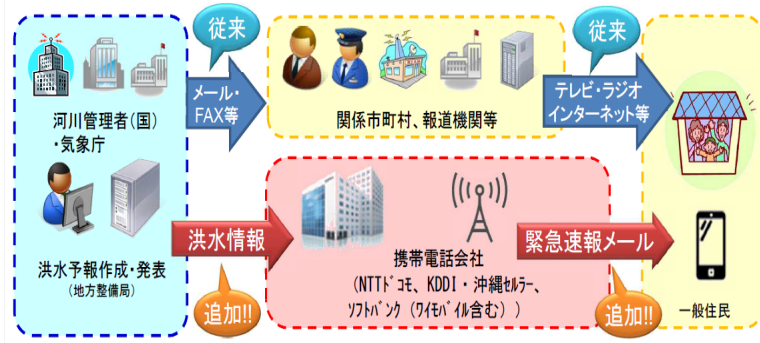 従来
従来
メール・
FAX等
テレビ・ラジオ
インターネット等
河川管理者(国)
・気象庁
関係市町村、報道機関等
洪水情報
緊急速報メール
洪水予報作成・発表
(地方整備局)
携帯電話会社
(NTTドコモ、KDDI・沖縄セルラー、
ソフトバンク(ワイモバイル含む))
追加!!
追加!!
一般住民